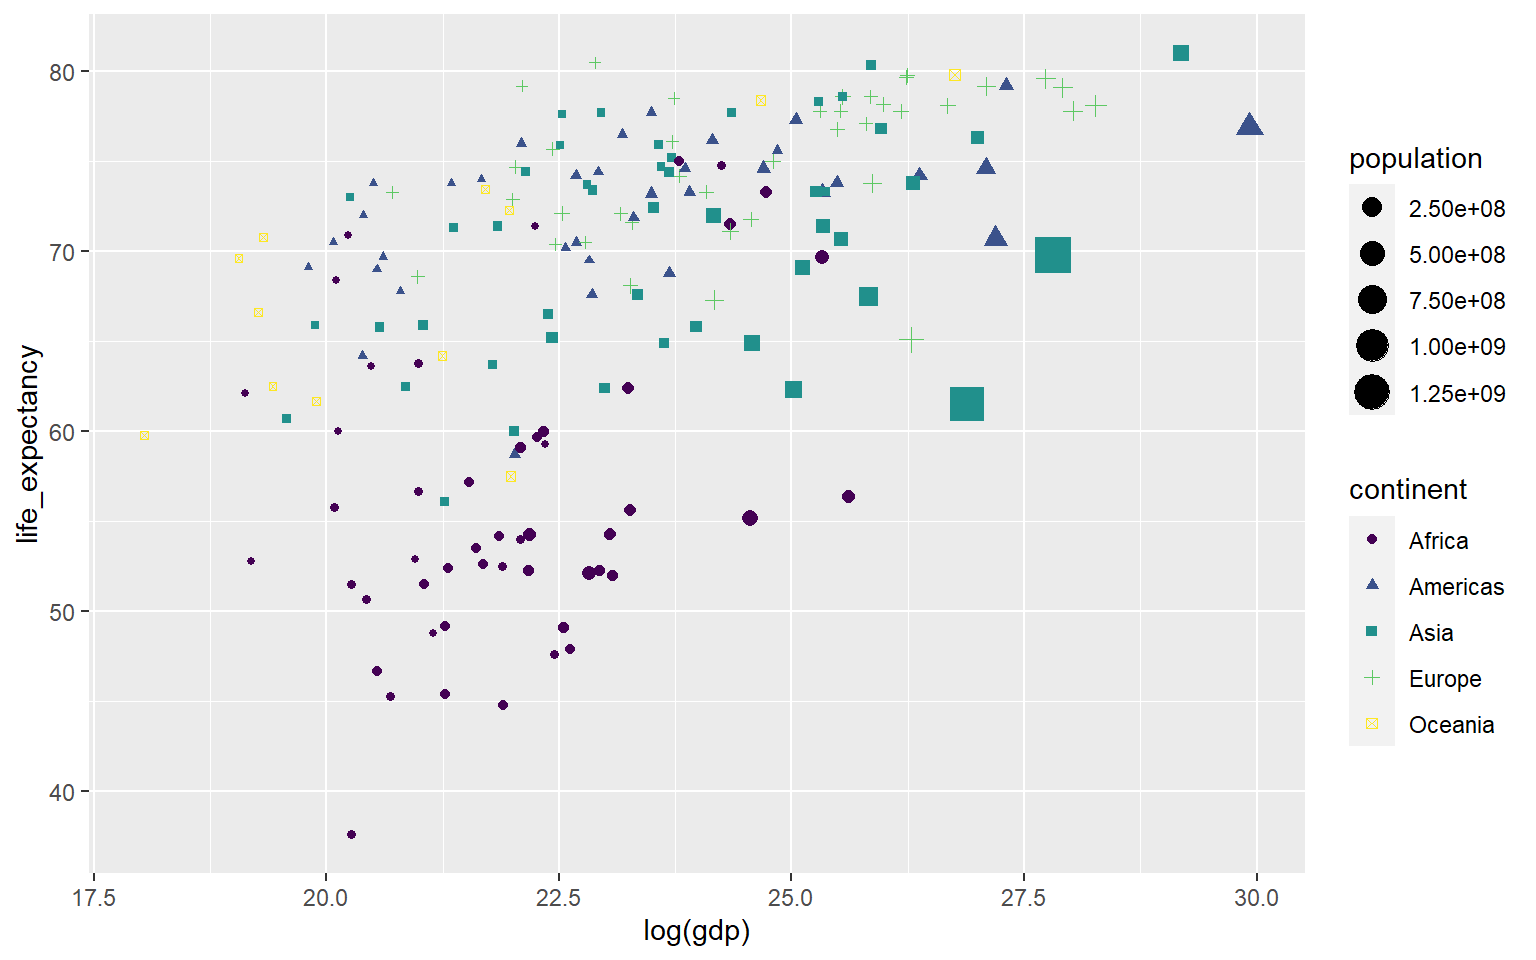 80
70
60
50
40
life_expectancy
17.5
20.0
22.5
25.0
27.5
30.0
log(gdp)
population
2.50e+08
5.00e+08
7.50e+08
1.00e+09
1.25e+09
continent
Africa
Americas
Asia
Europe
Oceania